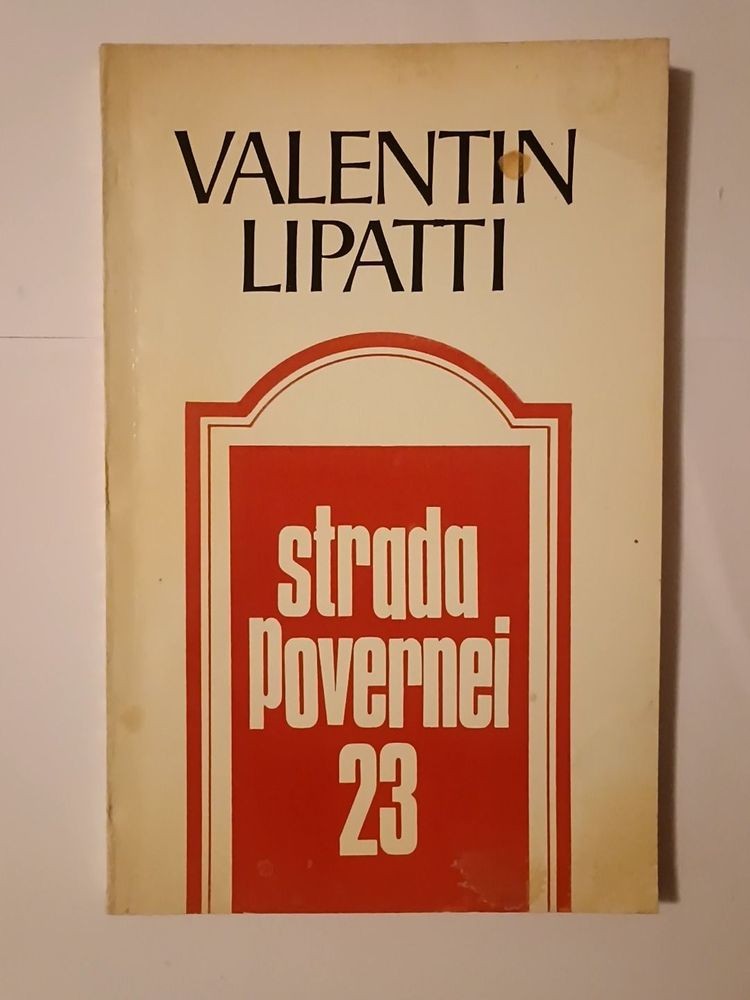 VALENTIN
LIPATTI
strada
Povernei
23